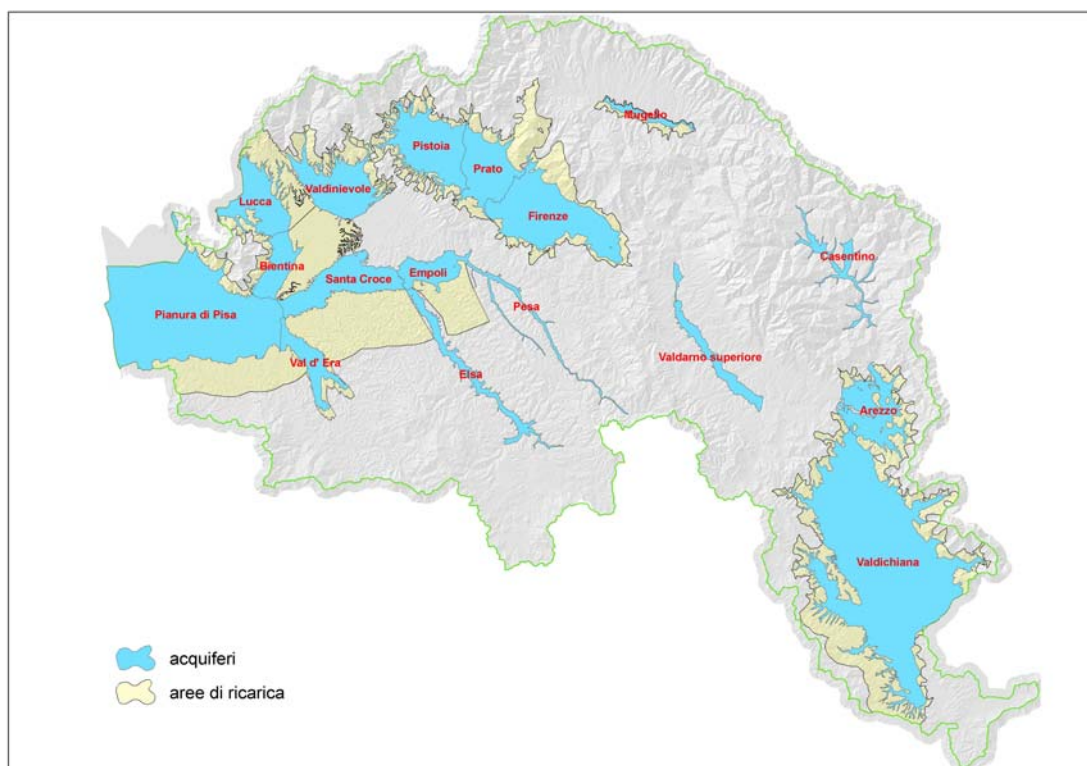 Mugello
Pistoia
Prato
Valdinievole
Lucca
Firenze
Casentino
Bientina
Santa Croce
Empoli
Pesa
Pianura di Pisa
Val d' Era
Valdarno superiore
Elsa
Arezzo
Valdichiana
acquiferi
aree di ricarica